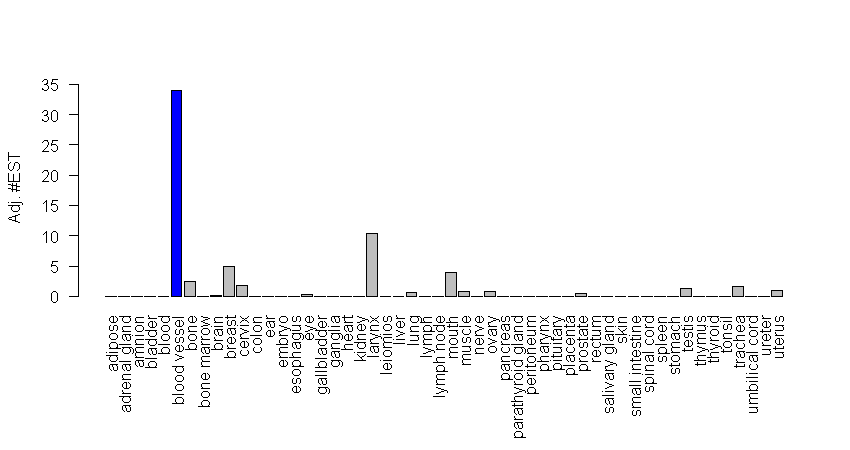 Adj. #EST
35
30
25
20
15
10
5
0
adipose
adrenal gland
amnion
bladder
blood
blood vessel
bone
bone marrow
brain
breast
cervix
colon
ear
embryo
esophagus
eye
gallbladder
ganglia
heart
kidney
larynx
leiomios
liver
lung
lymph
lymph node
mouth
muscle
nerve
ovary
pancreas
parathyroid gland
peritoneum
pharynx
pituitary
placenta
prostate
rectum
salivary gland
skin
small intestine
spinal cord
spleen
stomach
testis
thymus
thyroid
tonsil
trachea
umbilical cord
ureter
uterus